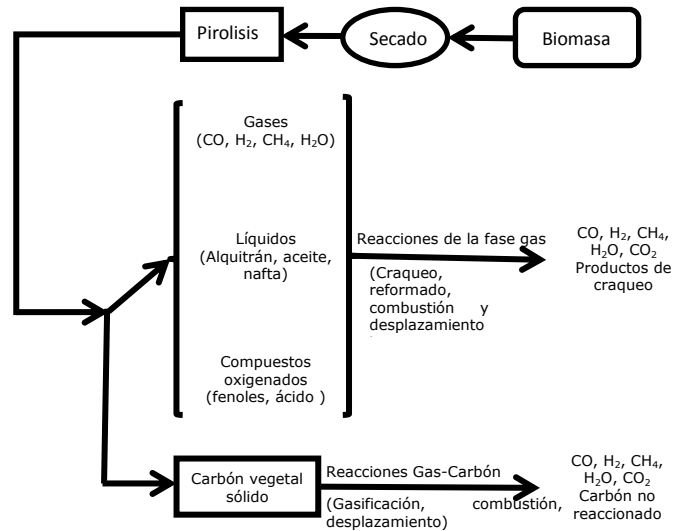 Pirolisis
Secado
Biomasa
Gases
(CO, H₂, CH₄, H₂O)
Líquidos
(Alquitrán, aceite,
nafta)
Compuestos
oxigenados
(fenoles, ácido )
Reacciones de la fase gas
(Craqueo,
reformado,
combustión y
desplazamiento
CO, H₂, CH₄,
H₂O, CO₂
Productos de
craqueo
Carbón vegetal
sólido
Reacciones Gas-Carbón
(Gasificación, combustión,
desplazamiento)
CO, H₂, CH₄,
H₂O, CO₂
Carbón no
reaccionado